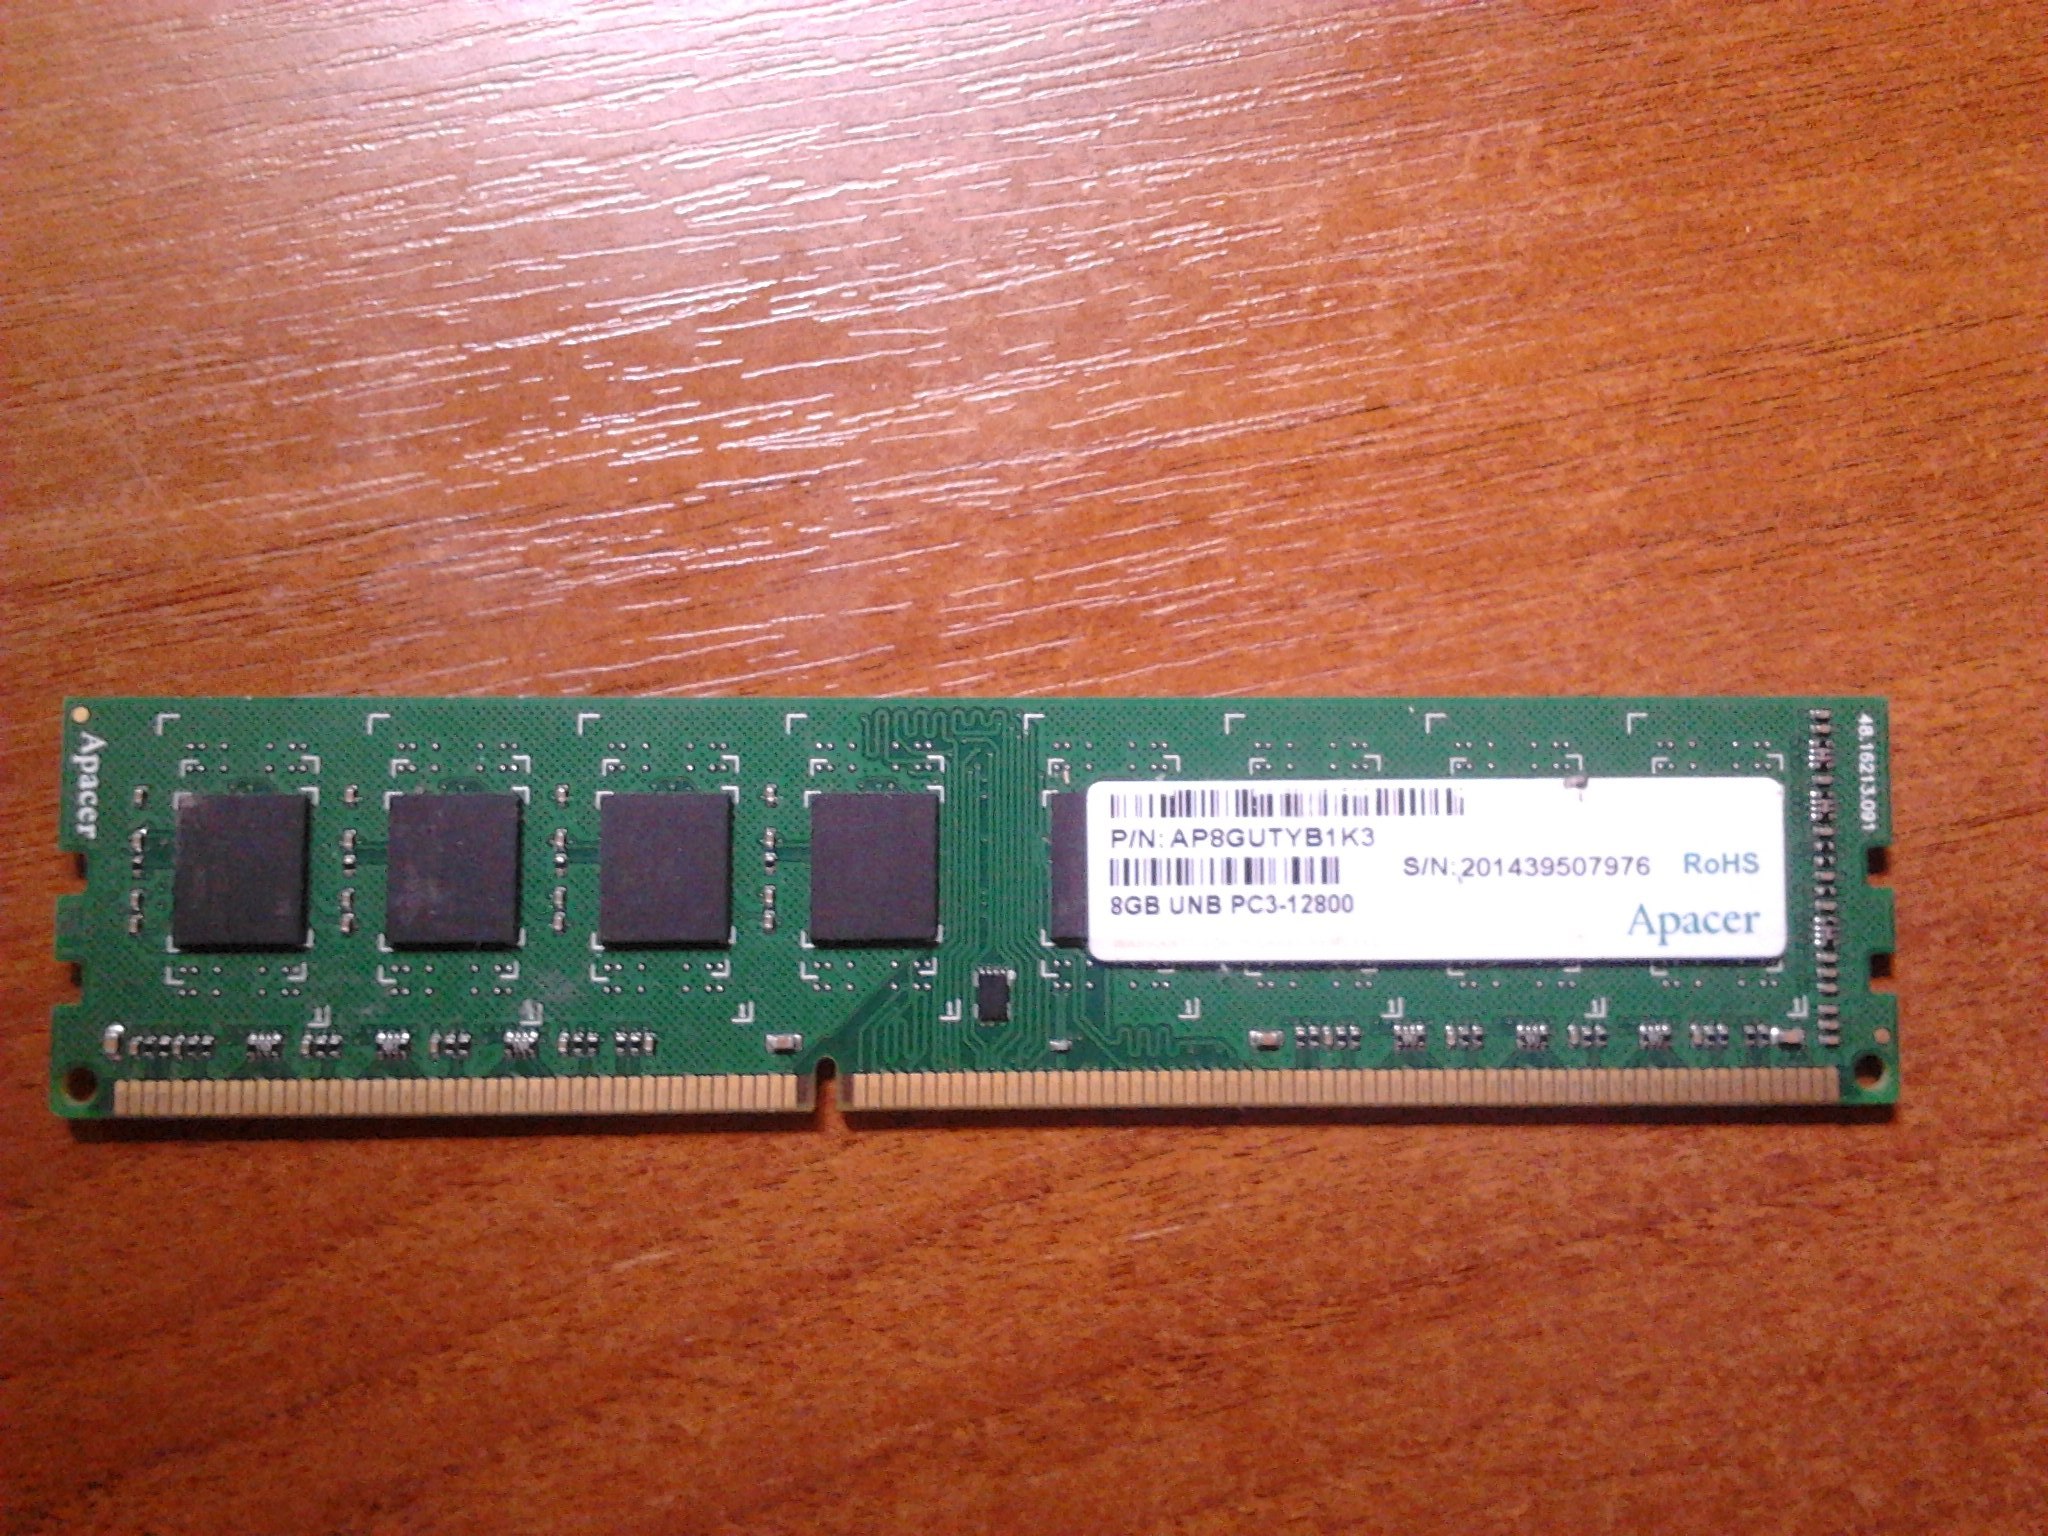 Apacer
P/N: AP8GUTYB1K3
S/N: 201439507976 RoHS
8GB UNB PC3-12800
Apacer
48.16213.091